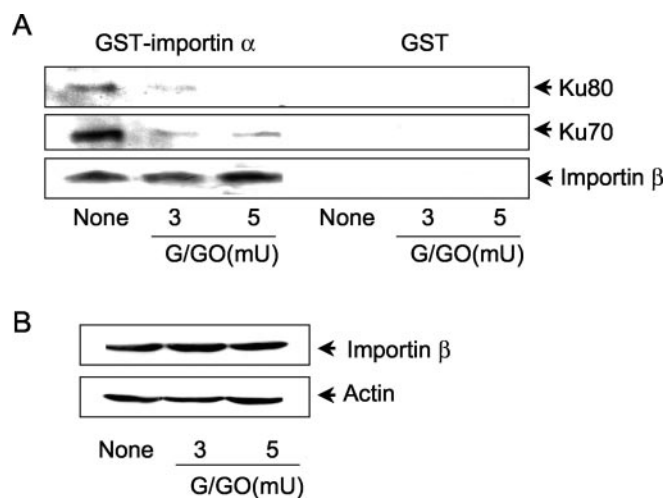 A
GST-importin α GST
Ku80
Ku70
Importin β
None 3 5 None 3 5
G/GO(mU) G/GO(mU)
B
Importin β
Actin
None 3 5
G/GO(mU)